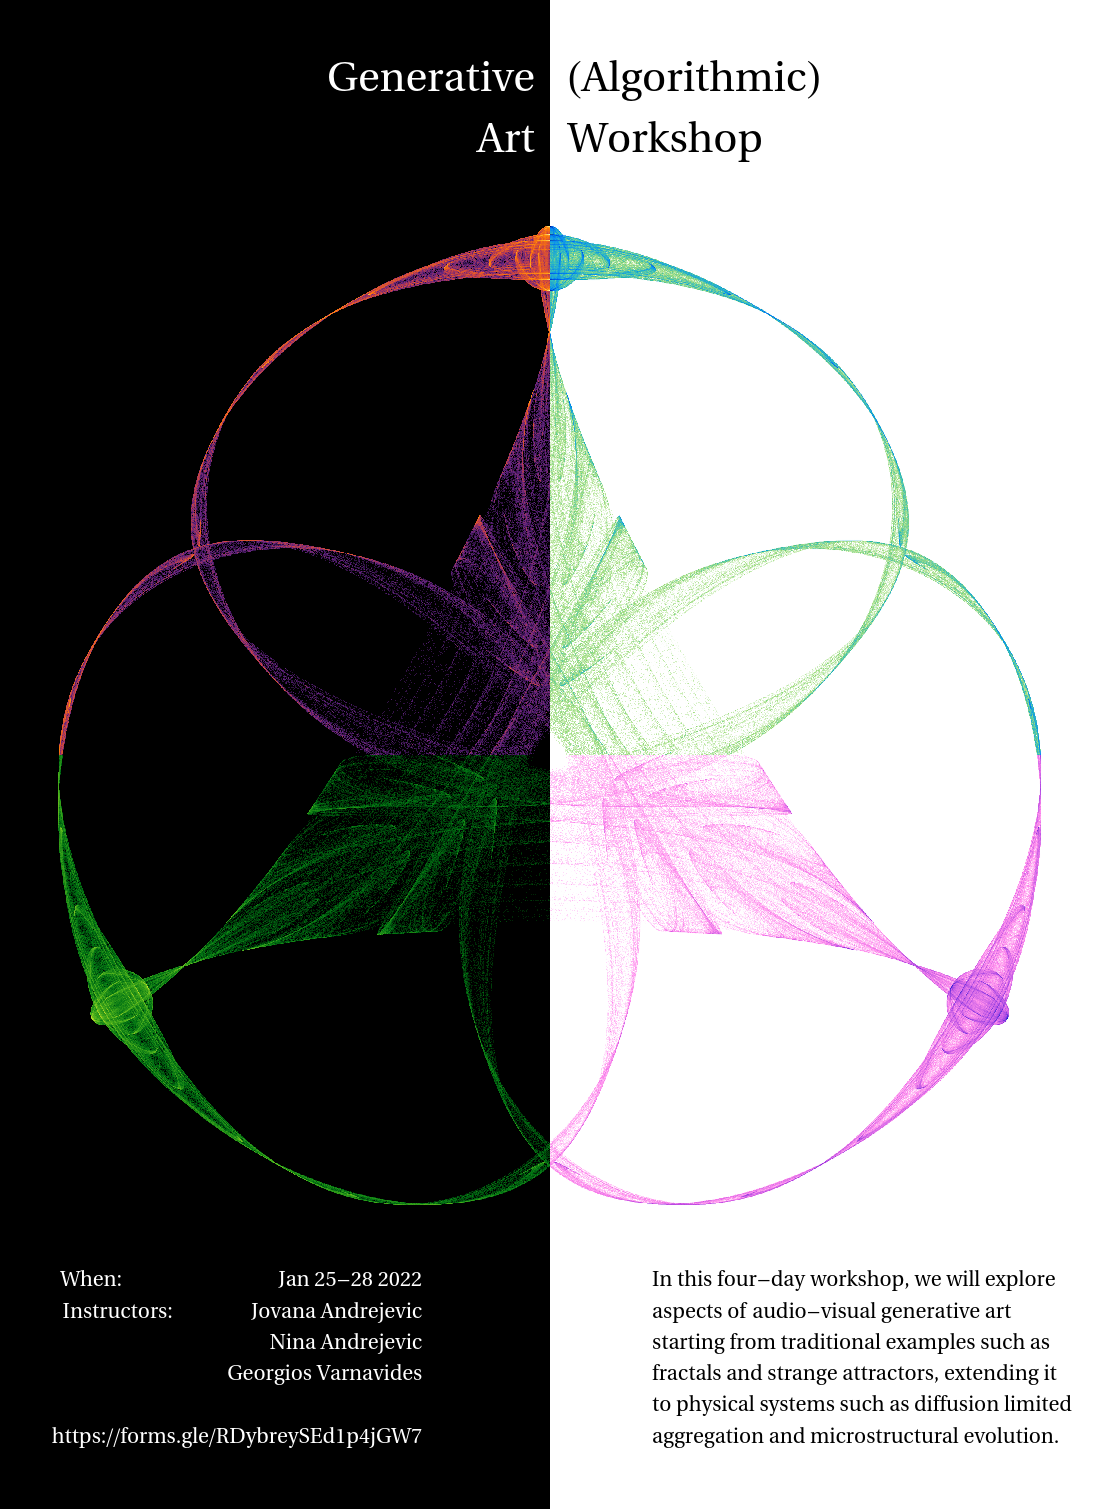 Generative (Algorithmic)
Art Workshop
When: Jan 25–28 2022
Instructors: Jovana Andrejevic
Nina Andrejevic
Georgios Varnavides
https://forms.gle/RDybreySEd1p4jGW7
In this four–day workshop, we will explore
aspects of audio–visual generative art
starting from traditional examples such as
fractals and strange attractors, extending it
to physical systems such as diffusion limited
aggregation and microstructural evolution.